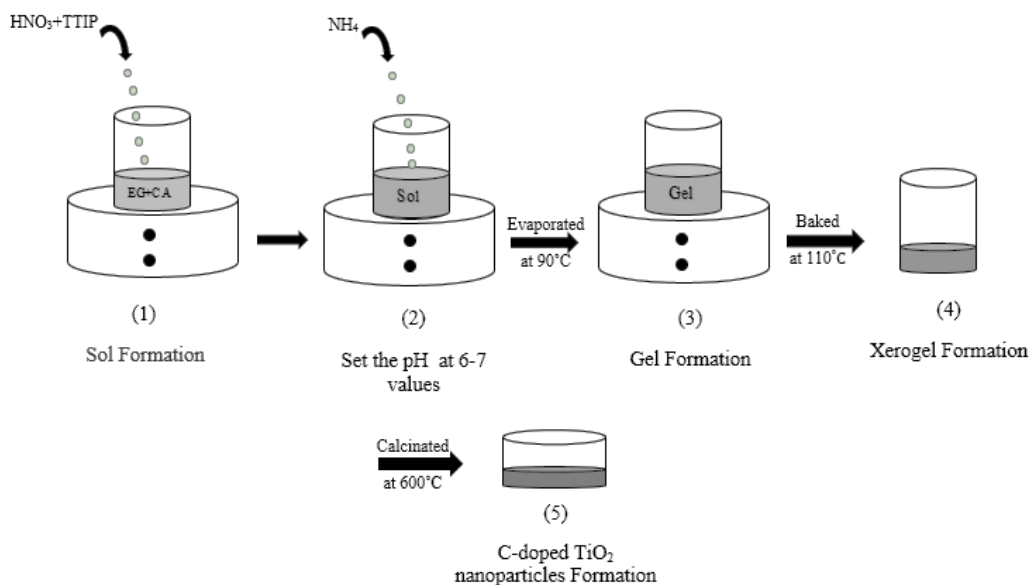 HNO₃+TTIP
EG+CA
(1)
Sol Formation
NH₄
Sol
(2)
Set the pH at 6-7
values
Evaporated
at 90°C
Gel
(3)
Gel Formation
Baked
at 110°C
(4)
Xerogel Formation
Calcinated
at 600°C
(5)
C-doped TiO₂
nanoparticles Formation